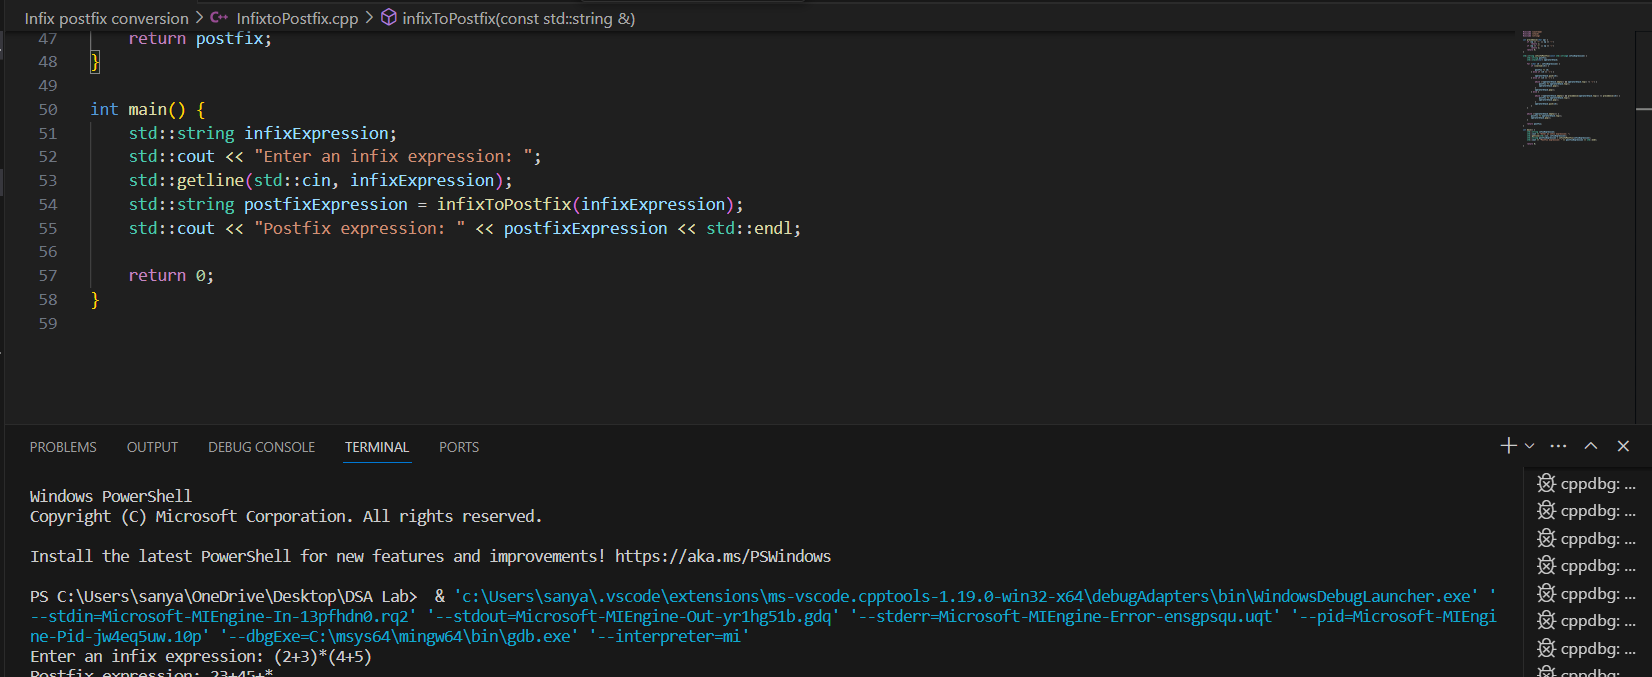 Infix postfix conversion > C++ InfixtoPostfix.cpp > infixToPostfix(const std::string &)
47 return postfix;
48 }
49
50 int main() {
51 std::string infixExpression;
52 std::cout << "Enter an infix expression: ";
53 std::getline(std::cin, infixExpression);
54 std::string postfixExpression = infixToPostfix(infixExpression);
55 std::cout << "Postfix expression: " << postfixExpression << std::endl;
56
57 return 0;
58 }
59
PROBLEMS OUTPUT DEBUG CONSOLE TERMINAL PORTS
Windows PowerShell
Copyright (C) Microsoft Corporation. All rights reserved.
Install the latest PowerShell for new features and improvements! https://aka.ms/PSWindows
PS C:\Users\sanya\OneDrive\Desktop\DSA Lab>  & 'c:\Users\sanya\.vscode\extensions\ms-vscode.cpptools-1.19.0-win32-x64\debugAdapters\bin\WindowsDebugLauncher.exe' '
--stdin=Microsoft-MIEngine-In-13pfhdn0.rq2' '--stdout=Microsoft-MIEngine-Out-yr1hg51b.gdq' '--stderr=Microsoft-MIEngine-Error-ensgpsqu.uqt' '--pid=Microsoft-MIEngi
ne-Pid-jw4eq5uw.10p' '--dbgExe=C:\msys64\mingw64\bin\gdb.exe' '--interpreter=mi'
Enter an infix expression: (2+3)*(4+5)
Postfix expression: 23+45+*
cppdbg: ...
cppdbg: ...
cppdbg: ...
cppdbg: ...
cppdbg: ...
cppdbg: ...
cppdbg: ...
cppdbg: ...